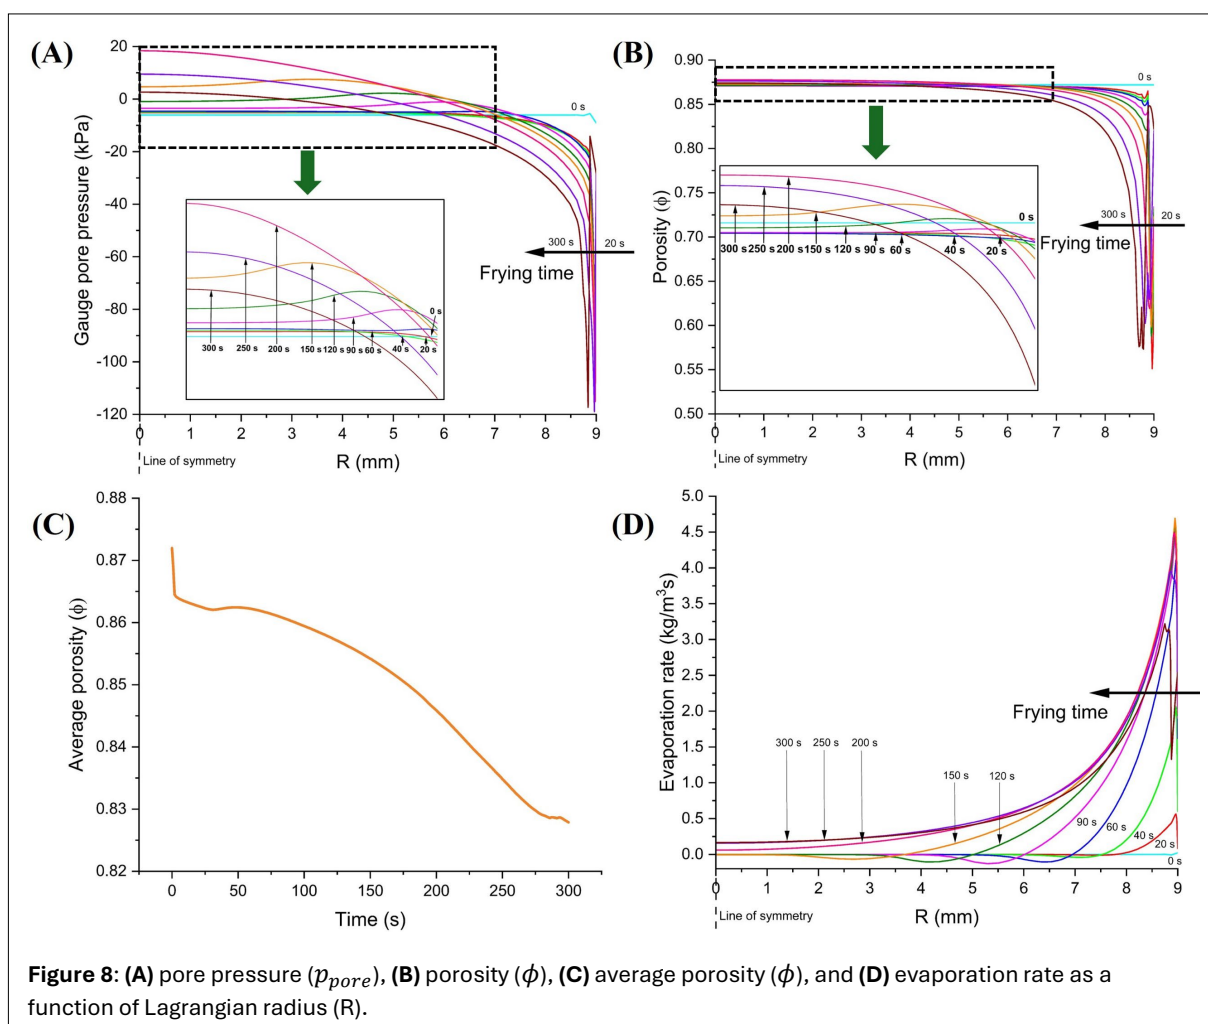 (A)
20
0
-20
-40
-60
-80
-100
-120
Gauge pore pressure (kPa)
0 s
300 s
20 s
Frying time
0 s
300 s 250 s 200 s 150 s 120 s 90 s 60 s 40 s 20 s
0 1 2 3 4 5 6 7 8 9
Line of symmetry
R (mm)
(B)
0.90
0.85
0.80
0.75
0.70
0.65
0.60
0.55
0.50
Porosity (ϕ)
0 s
300 s
20 s
Frying time
0 s
300 s 250 s 200 s 150 s 120 s 90 s 60 s 40 s 20 s
0 1 2 3 4 5 6 7 8 9
Line of symmetry
R (mm)
(C)
0.88
0.87
0.86
0.85
0.84
0.83
0.82
Average porosity (ϕ)
0 50 100 150 200 250 300
Time (s)
(D)
5.0
4.5
4.0
3.5
3.0
2.5
2.0
1.5
1.0
0.5
0.0
Evaporation rate (kg/m³s)
Frying time
300 s 250 s 200 s 150 s 120 s
90 s 60 s 40 s 20 s
0 s
0 1 2 3 4 5 6 7 8 9
Line of symmetry
R (mm)
Figure 8: (A) pore pressure (p_pore), (B) porosity (ϕ), (C) average porosity (ϕ), and (D) evaporation rate as a
function of Lagrangian radius (R).